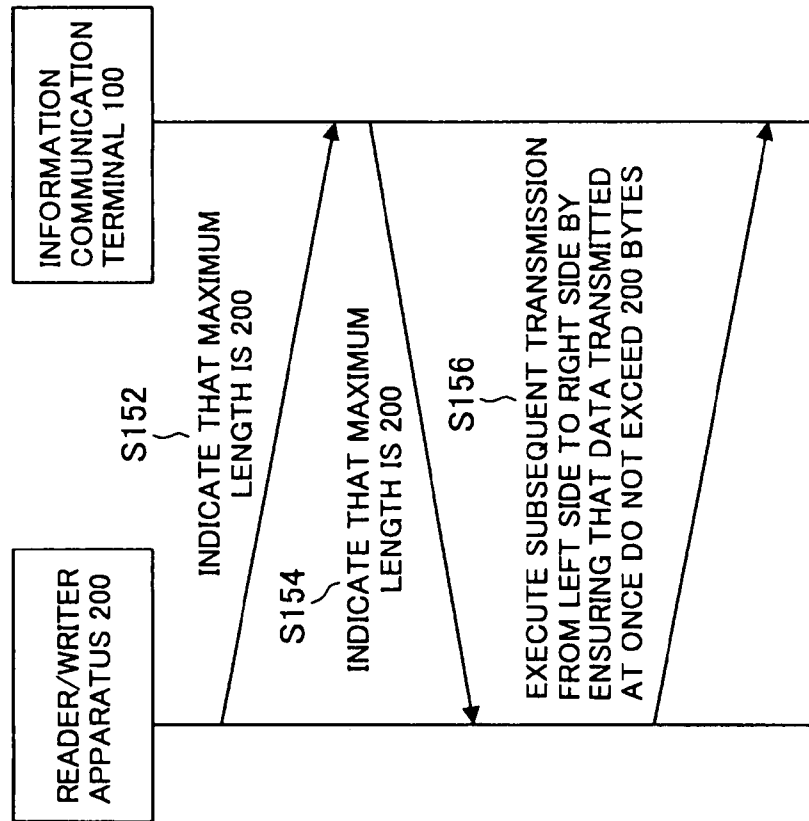 READER/WRITER
APPARATUS 200
INFORMATION
COMMUNICATION
TERMINAL 100
S152
INDICATE THAT MAXIMUM
LENGTH IS 200
S154
INDICATE THAT MAXIMUM
LENGTH IS 200
S156
EXECUTE SUBSEQUENT TRANSMISSION
FROM LEFT SIDE TO RIGHT SIDE BY
ENSURING THAT DATA TRANSMITTED
AT ONCE DO NOT EXCEED 200 BYTES